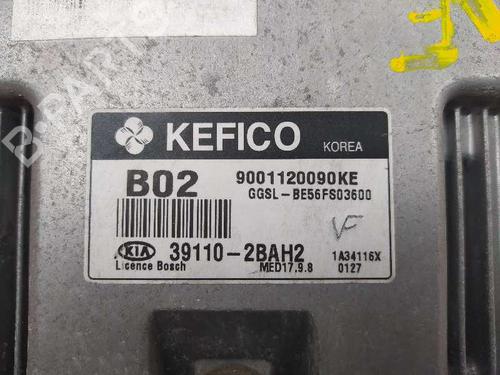 KEFICO KOREA
B02 9001120090KE
GGSL-BE56FS03600
VF
KIA 39110-2BAH2 1A34116X
Licence Bosch MED17.9.8 0127